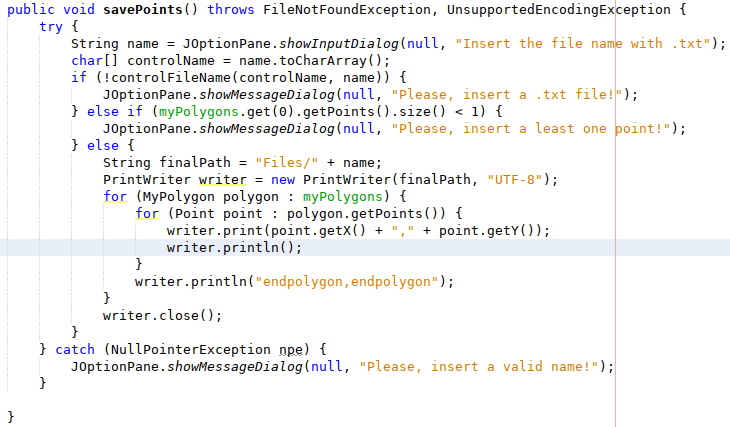 public void savePoints() throws FileNotFoundException, UnsupportedEncodingException {
    try {
        String name = JOptionPane.showInputDialog(null, "Insert the file name with .txt");
        char[] controlName = name.toCharArray();
        if (!controlFileName(controlName, name)) {
            JOptionPane.showMessageDialog(null, "Please, insert a .txt file!");
        } else if (myPolygons.get(0).getPoints().size() < 1) {
            JOptionPane.showMessageDialog(null, "Please, insert a least one point!");
        } else {
            String finalPath = "Files/" + name;
            PrintWriter writer = new PrintWriter(finalPath, "UTF-8");
            for (MyPolygon polygon : myPolygons) {
                for (Point point : polygon.getPoints()) {
                    writer.print(point.getX() + "," + point.getY());
                    writer.println();
                }
                writer.println("endpolygon,endpolygon");
            }
            writer.close();
        }
    } catch (NullPointerException npe) {
        JOptionPane.showMessageDialog(null, "Please, insert a valid name!");
    }

}